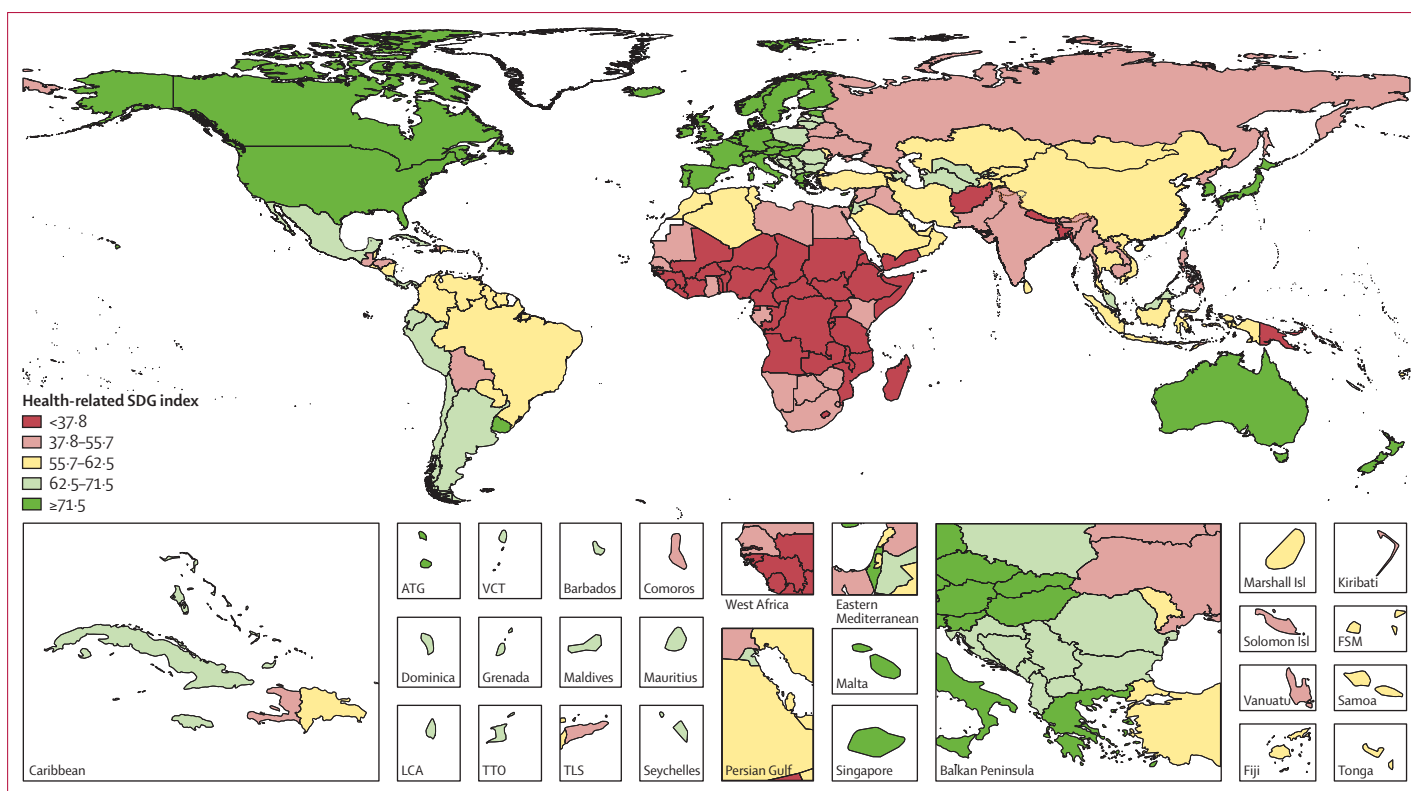 Health-related SDG index
<37·8
37·8–55·7
55·7–62·5
62·5–71·5
≥71·5
Caribbean
ATG
VCT
Barbados
Comoros
Dominica
Grenada
Maldives
Mauritius
LCA
TTO
TLS
Seychelles
West Africa
Eastern
Mediterranean
Persian Gulf
Malta
Singapore
Balkan Peninsula
Marshall Isl
Kiribati
Solomon Isl
FSM
Vanuatu
Samoa
Fiji
Tonga